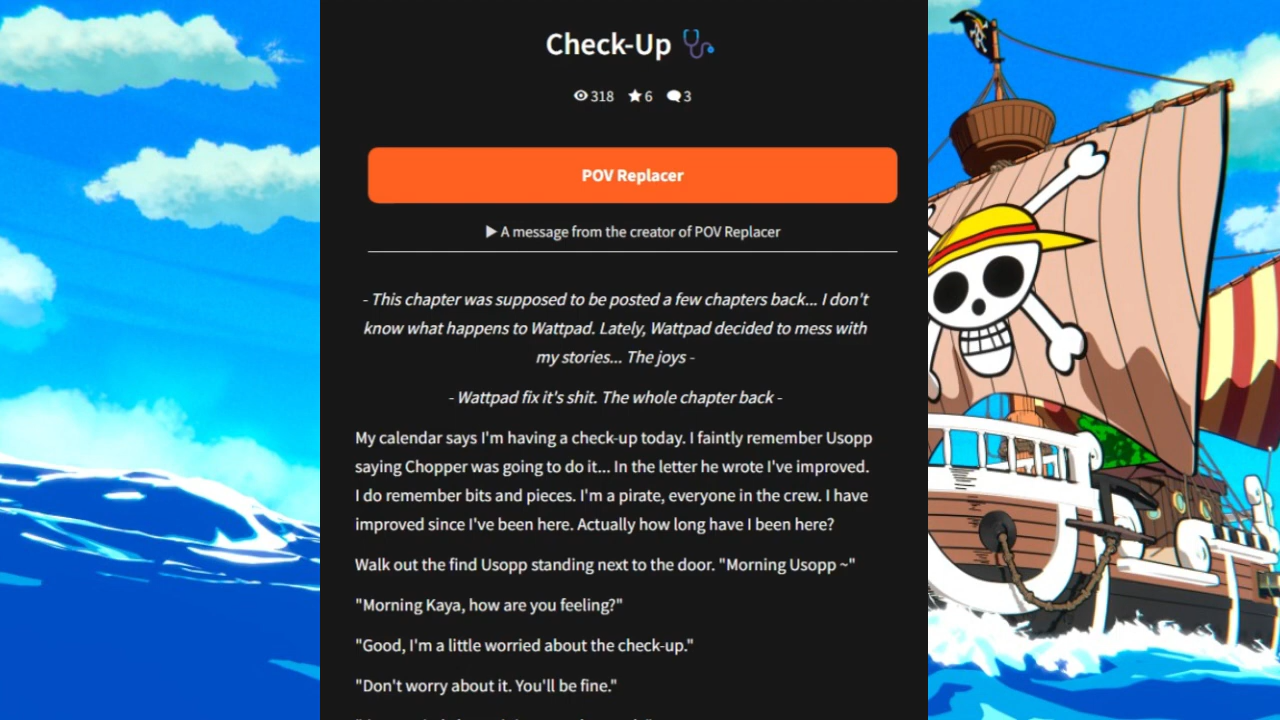 Check-Up 🩺
318 6 3
POV Replacer
▶ A message from the creator of POV Replacer
- This chapter was supposed to be posted a few chapters back... I don't
know what happens to Wattpad. Lately, Wattpad decided to mess with
my stories... The joys -
- Wattpad fix it's shit. The whole chapter back -
My calendar says I'm having a check-up today. I faintly remember Usopp
saying Chopper was going to do it... In the letter he wrote I've improved.
I do remember bits and pieces. I'm a pirate, everyone in the crew. I have
improved since I've been here. Actually how long have I been here?
Walk out the find Usopp standing next to the door. "Morning Usopp ~"
"Morning Kaya, how are you feeling?"
"Good, I'm a little worried about the check-up."
"Don't worry about it. You'll be fine."